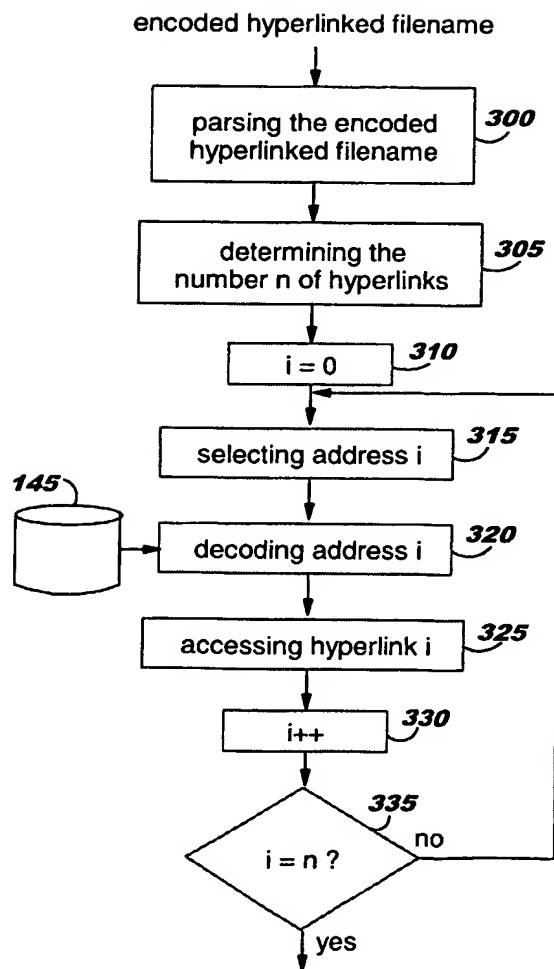 encoded hyperlinked filename
parsing the encoded
hyperlinked filename
300
determining the
number n of hyperlinks
305
i = 0
310
selecting address i
315
145
decoding address i
320
accessing hyperlink i
325
i++
330
335
i = n ?
no
yes